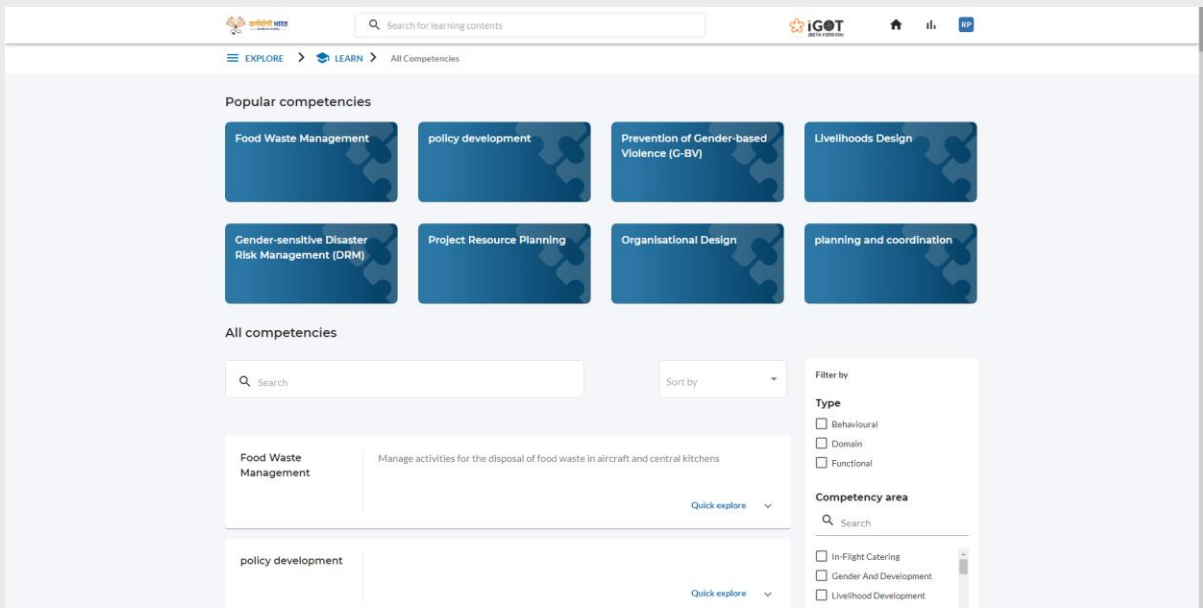 कर्मयोगी भारत
Search for learning contents
iGOT
(BETA VERSION)
RP
EXPLORE
LEARN
All Competencies
Popular competencies
Food Waste Management
policy development
Prevention of Gender-based
Violence (G-BV)
Livelihoods Design
Gender-sensitive Disaster
Risk Management (DRM)
Project Resource Planning
Organisational Design
planning and coordination
All competencies
Search
Sort by
Filter by
Type
Behavioural
Domain
Functional
Food Waste
Management
Manage activities for the disposal of food waste in aircraft and central kitchens
Quick explore
Competency area
Search
In-Flight Catering
Gender And Development
Livelihood Development
policy development
Quick explore